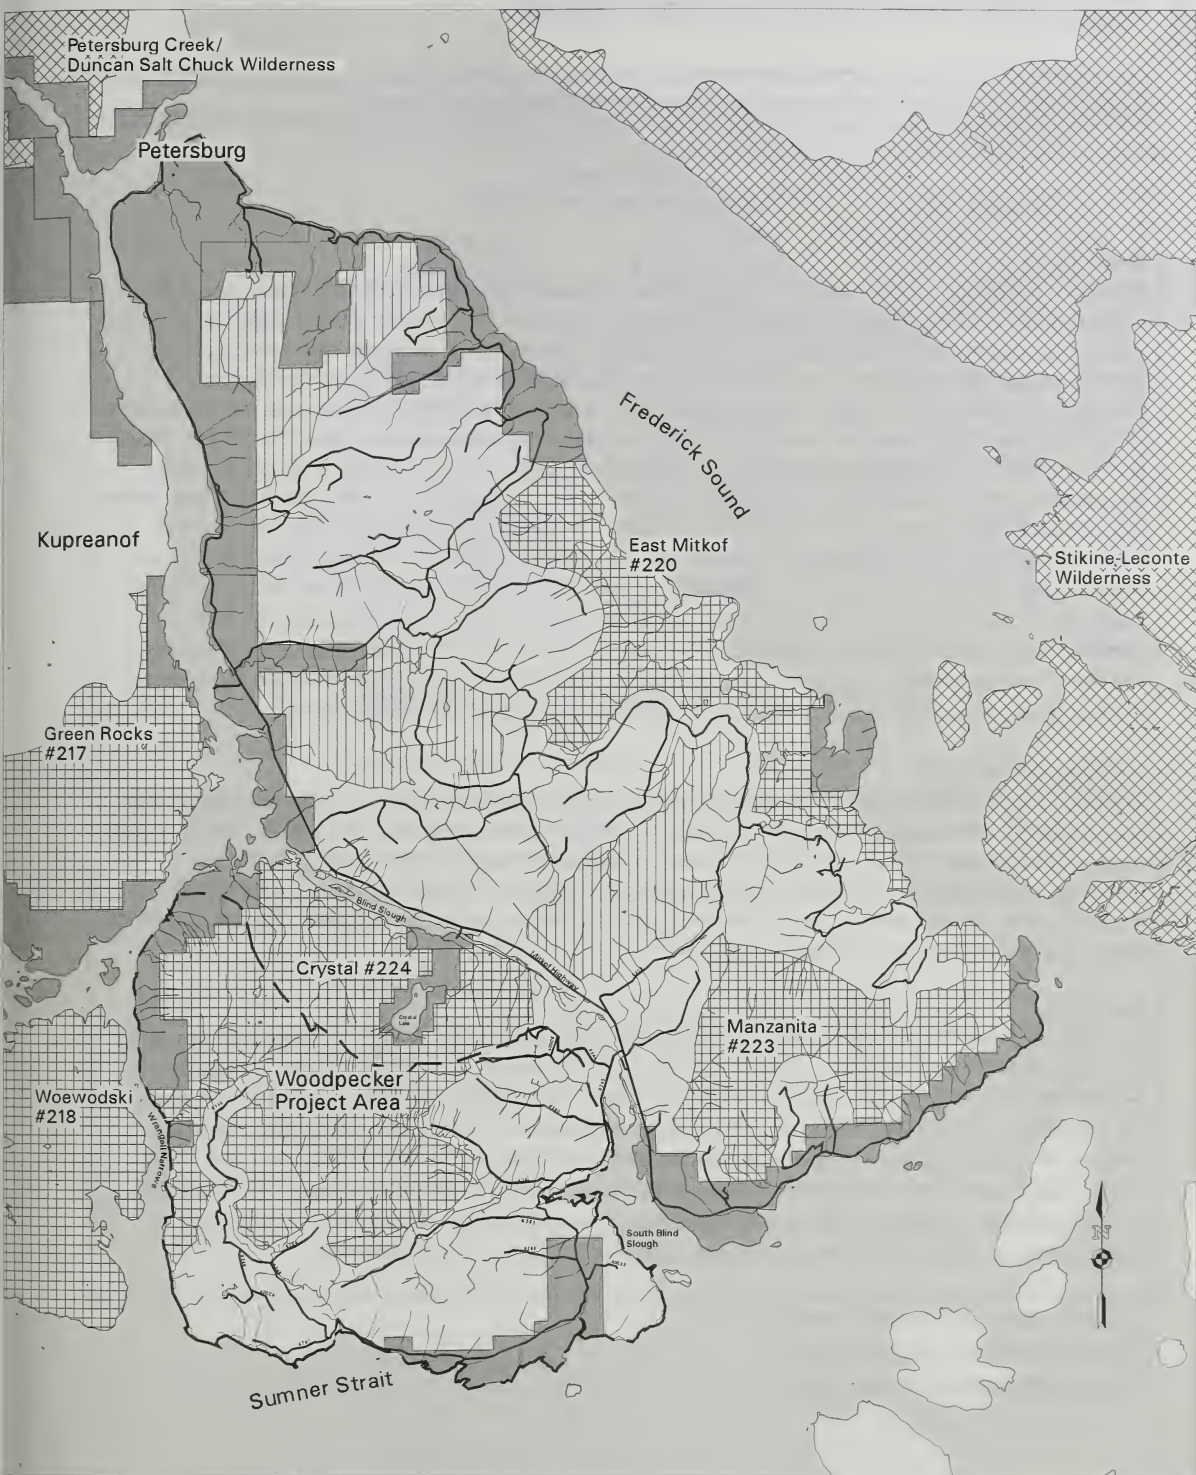 Petersburg Creek/
Duncan Salt Chuck Wilderness
Petersburg
Frederick Sound
Kupreanof
East Mitkof
#220
Stikine-Leconte
Wilderness
Green Rocks
#217
Blind Slough
Mitkof Highway
Crystal #224
Crystal
Lake
Manzanita
#223
Woodpecker
Project Area
Woewodski
#218
Wrangell Narrows
South Blind
Slough
N
Sumner Strait